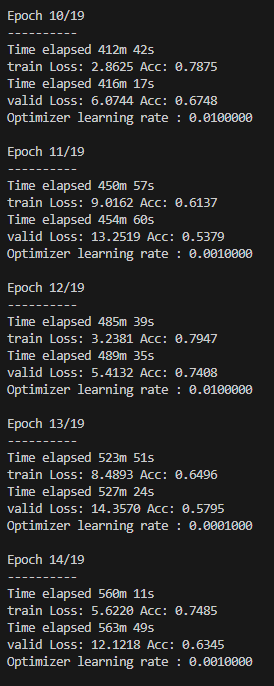 Epoch 10/19
----------
Time elapsed 412m 42s
train Loss: 2.8625 Acc: 0.7875
Time elapsed 416m 17s
valid Loss: 6.0744 Acc: 0.6748
Optimizer learning rate : 0.0100000

Epoch 11/19
----------
Time elapsed 450m 57s
train Loss: 9.0162 Acc: 0.6137
Time elapsed 454m 60s
valid Loss: 13.2519 Acc: 0.5379
Optimizer learning rate : 0.0010000

Epoch 12/19
----------
Time elapsed 485m 39s
train Loss: 3.2381 Acc: 0.7947
Time elapsed 489m 35s
valid Loss: 5.4132 Acc: 0.7408
Optimizer learning rate : 0.0100000

Epoch 13/19
----------
Time elapsed 523m 51s
train Loss: 8.4893 Acc: 0.6496
Time elapsed 527m 24s
valid Loss: 14.3570 Acc: 0.5795
Optimizer learning rate : 0.0001000

Epoch 14/19
----------
Time elapsed 560m 11s
train Loss: 5.6220 Acc: 0.7485
Time elapsed 563m 49s
valid Loss: 12.1218 Acc: 0.6345
Optimizer learning rate : 0.0010000